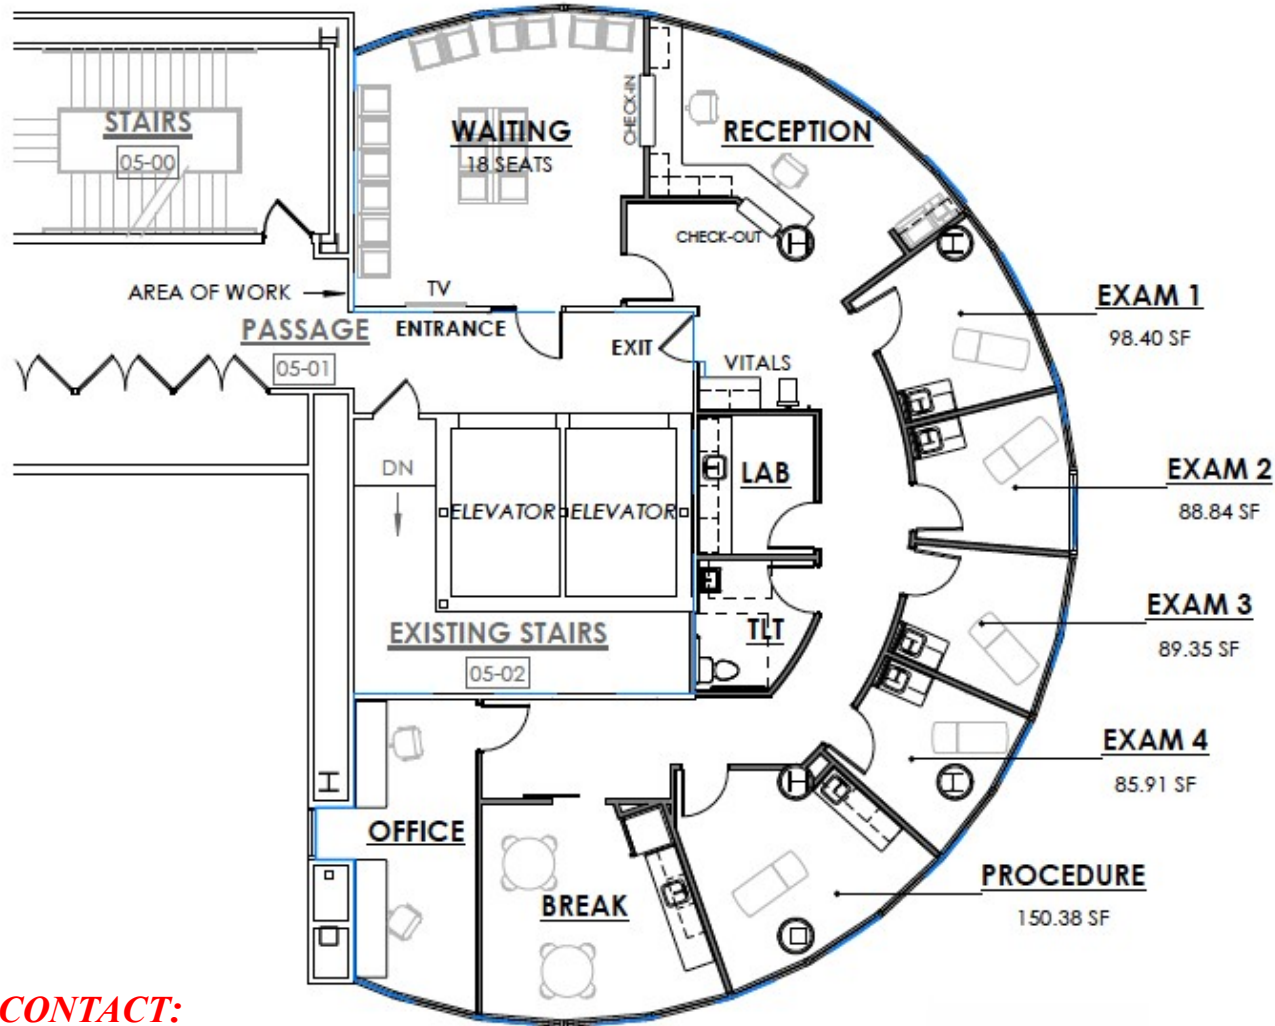 STAIRS
05-00
WAITING
18 SEATS
CHECK-IN
RECEPTION
CHECK-OUT
AREA OF WORK
TV
PASSAGE
ENTRANCE
EXIT
05-01
VITALS
EXAM 1
98.40 SF
DN
LAB
EXAM 2
88.84 SF
ELEVATOR
ELEVATOR
EXAM 3
89.35 SF
EXISTING STAIRS
TLT
05-02
EXAM 4
85.91 SF
OFFICE
BREAK
PROCEDURE
150.38 SF
CONTACT: